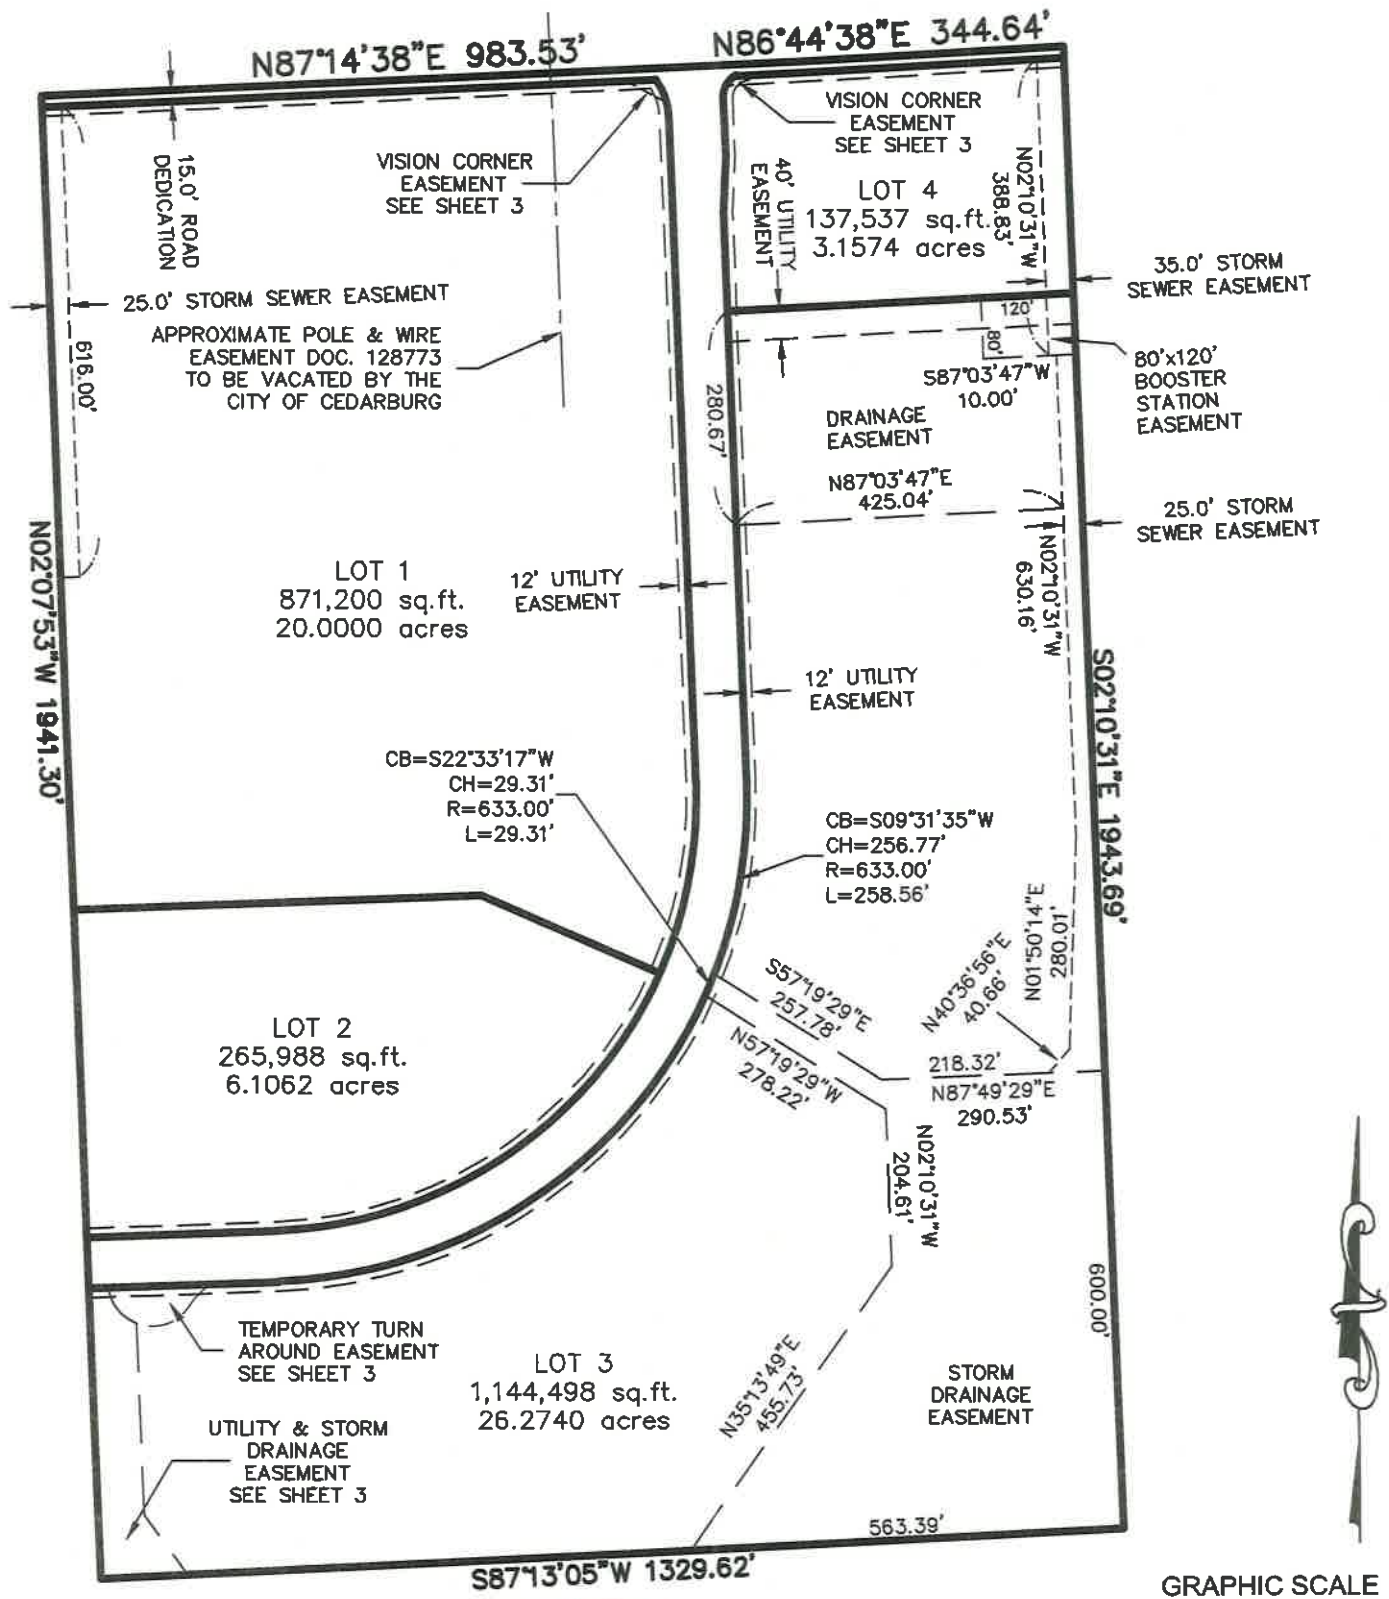 N87°14'38"E 983.53'
N86°44'38"E 344.64'
15.0' ROAD
DEDICATION
VISION CORNER
EASEMENT
SEE SHEET 3
VISION CORNER
EASEMENT
SEE SHEET 3
40' UTILITY
EASEMENT
LOT 4
137,537 sq.ft.
3.1574 acres
N02°10'31"W
388.83'
35.0' STORM
SEWER EASEMENT
25.0' STORM SEWER EASEMENT
APPROXIMATE POLE & WIRE
EASEMENT DOC. 128773
TO BE VACATED BY THE
CITY OF CEDARBURG
616.00'
120'
80'
80'x120'
BOOSTER
STATION
EASEMENT
S87°03'47"W
10.00'
280.67'
DRAINAGE
EASEMENT
N87°03'47"E
425.04'
25.0' STORM
SEWER EASEMENT
N02°10'31"W
630.16'
N02°07'53"W 1941.30'
LOT 1
871,200 sq.ft.
20.0000 acres
12' UTILITY
EASEMENT
12' UTILITY
EASEMENT
S02°10'31"E 1943.69'
CB=S22°33'17"W
CH=29.31'
R=633.00'
L=29.31'
CB=S09°31'35"W
CH=256.77'
R=633.00'
L=258.56'
N01°50'14"E
280.01'
N40°36'56"E
40.66'
S57°19'29"E
257.78'
N57°19'29"W
278.22'
218.32'
N87°49'29"E
290.53'
LOT 2
265,988 sq.ft.
6.1062 acres
N02°10'31"W
204.61'
600.00'
TEMPORARY TURN
AROUND EASEMENT
SEE SHEET 3
LOT 3
1,144,498 sq.ft.
26.2740 acres
N35°13'49"E
455.73'
STORM
DRAINAGE
EASEMENT
UTILITY & STORM
DRAINAGE
EASEMENT
SEE SHEET 3
563.39'
S87°13'05"W 1329.62'
GRAPHIC SCALE